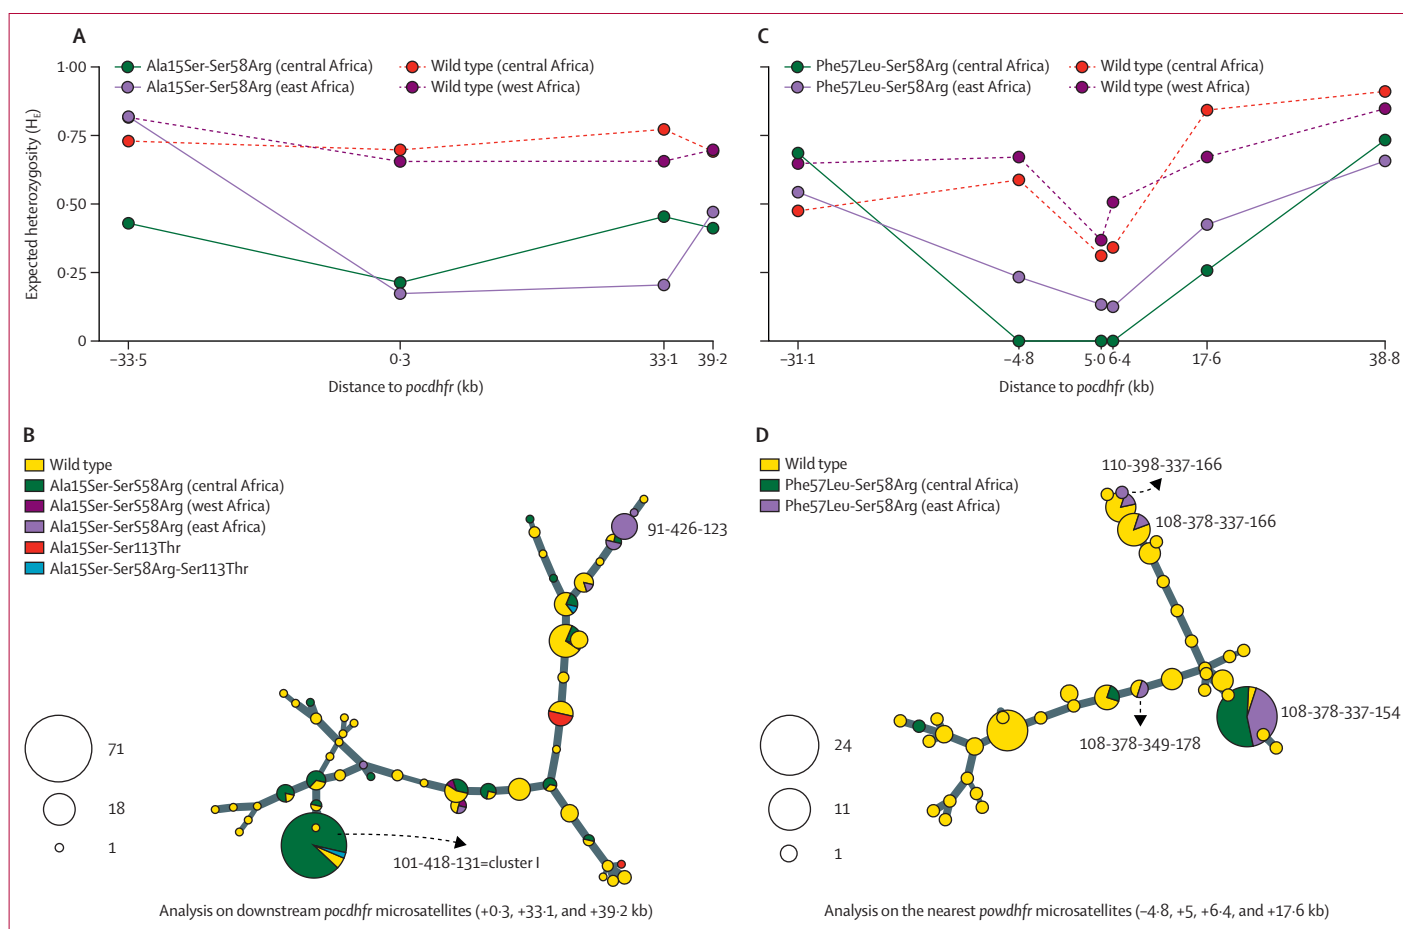 A
Ala15Ser-Ser58Arg (central Africa)
Wild type (central Africa)
Ala15Ser-Ser58Arg (east Africa)
Wild type (west Africa)
1·00
0·75
0·50
0·25
0
Expected heterozygosity (HE)
–33·5
0·3
33·1
39·2
Distance to pocdhfr (kb)
C
Phe57Leu-Ser58Arg (central Africa)
Wild type (central Africa)
Phe57Leu-Ser58Arg (east Africa)
Wild type (west Africa)
–31·1
–4·8
5·0
6·4
17·6
38·8
Distance to pocdhfr (kb)
B
Wild type
Ala15Ser-SerS58Arg (central Africa)
Ala15Ser-SerS58Arg (west Africa)
Ala15Ser-SerS58Arg (east Africa)
Ala15Ser-Ser113Thr
Ala15Ser-Ser58Arg-Ser113Thr
91-426-123
71
18
1
101-418-131=cluster I
Analysis on downstream pocdhfr microsatellites (+0·3, +33·1, and +39·2 kb)
D
Wild type
Phe57Leu-Ser58Arg (central Africa)
Phe57Leu-Ser58Arg (east Africa)
110-398-337-166
108-378-337-166
108-378-337-154
108-378-349-178
24
11
1
Analysis on the nearest powdhfr microsatellites (–4·8, +5, +6·4, and +17·6 kb)